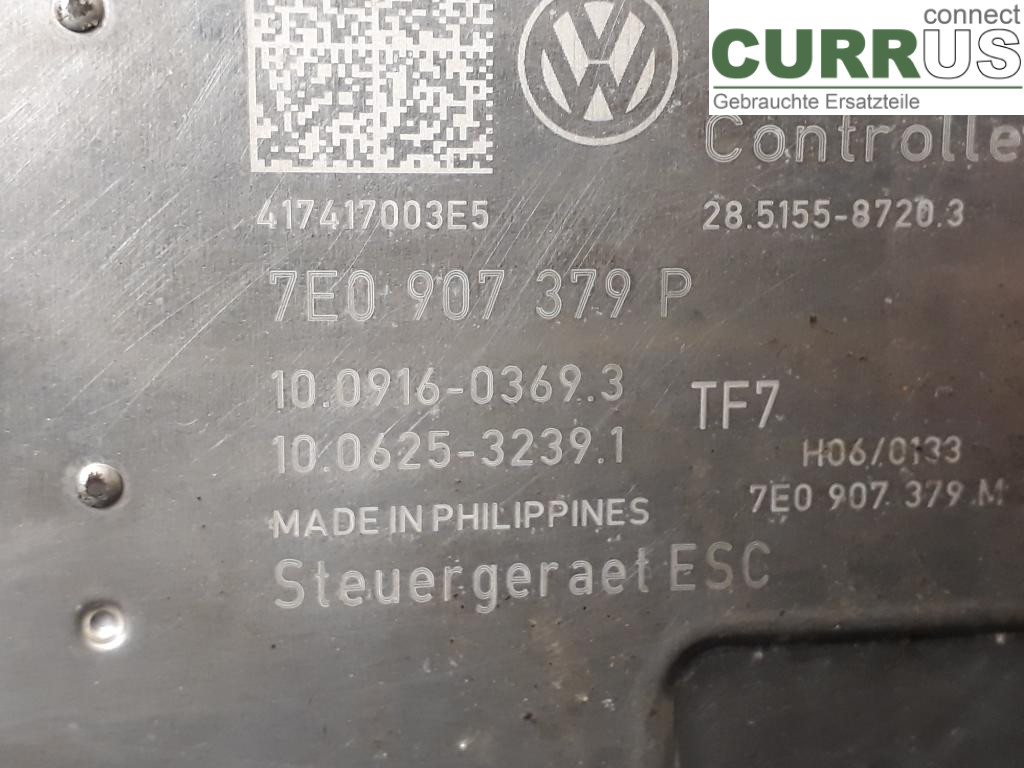 connect
CURRUS
Gebrauchte Ersatzteile
Controlle
417417003E5
28.5155-8720.3
7E0 907 379 P
10.0916-0369.3
TF7
10.0625-3239.1
H06/0133
7E0 907 379 M
MADE IN PHILIPPINES
Steuergeraet ESC